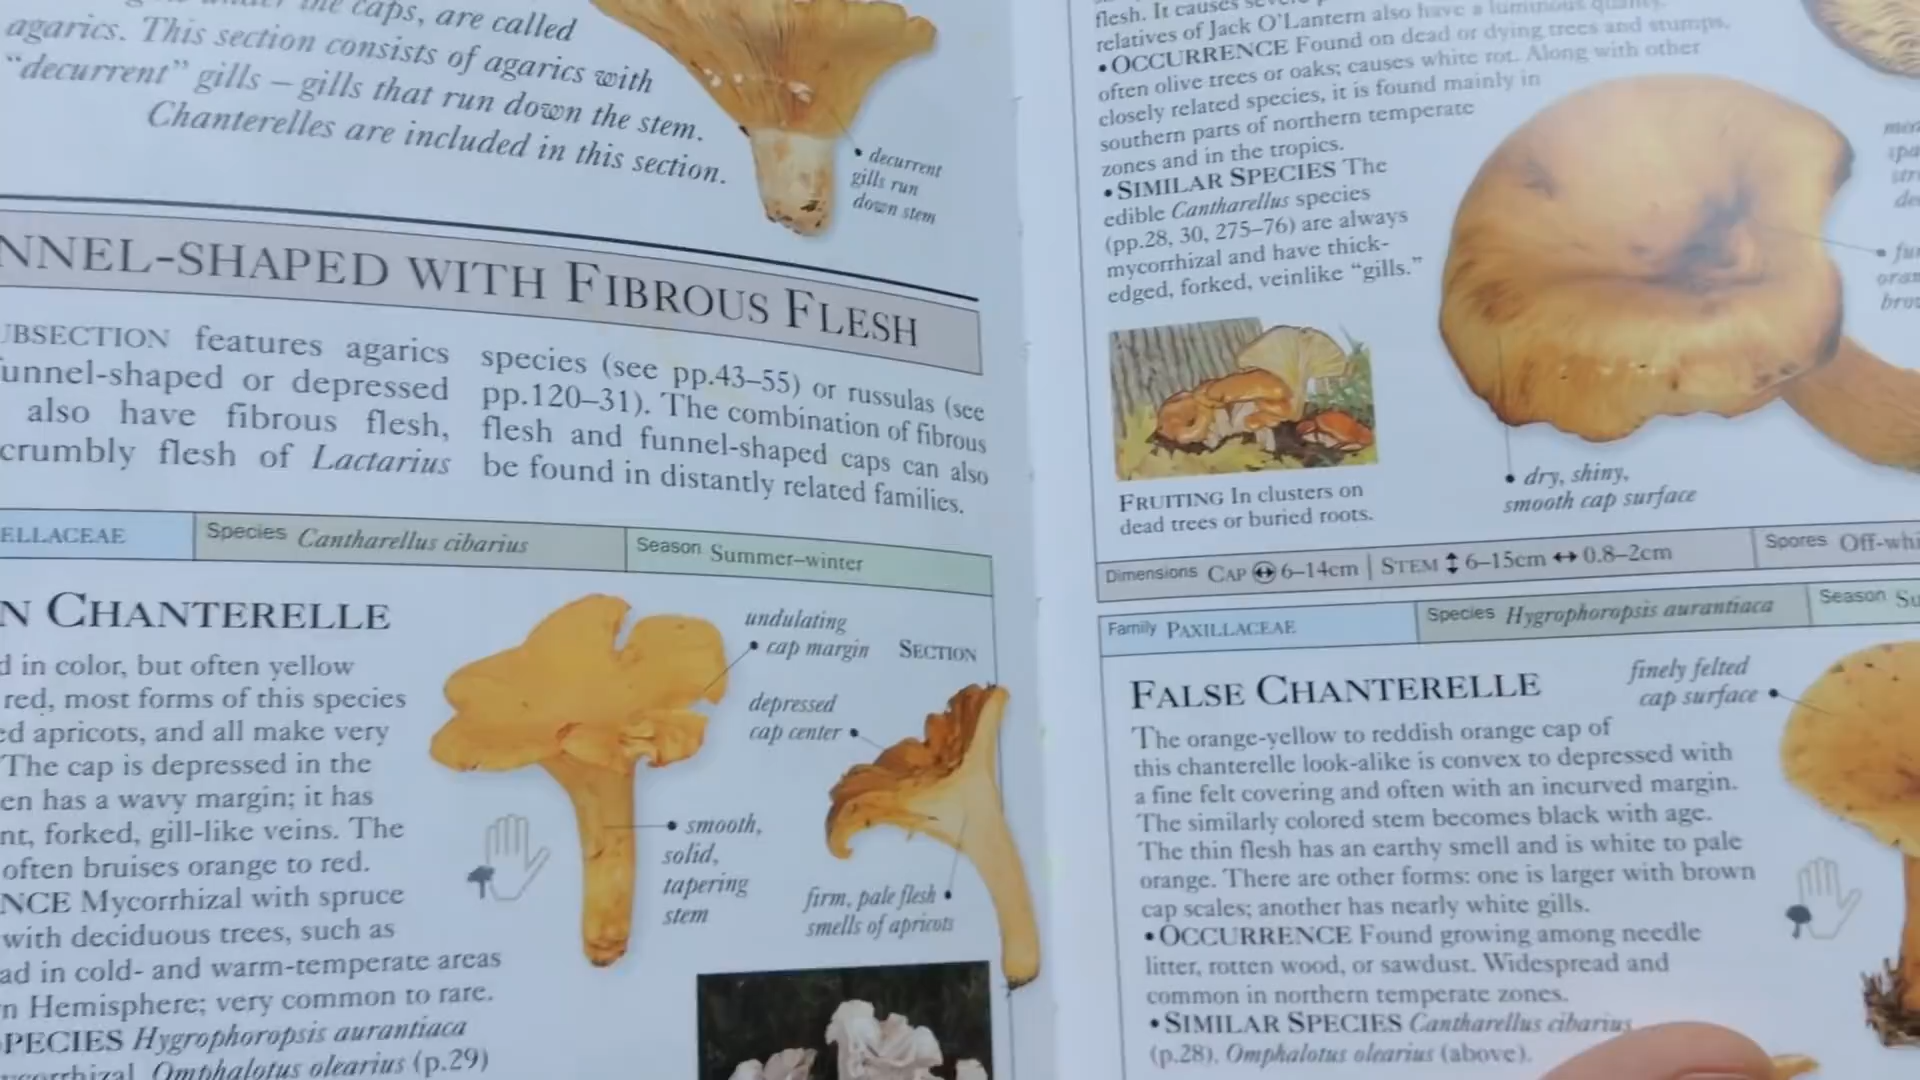 the caps, are called
agarics. This section consists of agarics with
"decurrent" gills – gills that run down the stem.
Chanterelles are included in this section.
• decurrent
gills run
down stem
NNEL-SHAPED WITH FIBROUS FLESH
UBSECTION features agarics
unnel-shaped or depressed
also have fibrous flesh,
crumbly flesh of Lactarius
species (see pp.43–55) or russulas (see
pp.120–31). The combination of fibrous
flesh and funnel-shaped caps can also
be found in distantly related families.
ELLACEAE
Species Cantharellus cibarius
Season Summer–winter
N CHANTERELLE
d in color, but often yellow
red, most forms of this species
ed apricots, and all make very
The cap is depressed in the
en has a wavy margin; it has
nt, forked, gill-like veins. The
often bruises orange to red.
NCE Mycorrhizal with spruce
with deciduous trees, such as
ad in cold- and warm-temperate areas
n Hemisphere; very common to rare.
SPECIES Hygrophoropsis aurantiaca
Omphalotus olearius (p.29)
undulating
• cap margin
SECTION
depressed
cap center •
• smooth,
solid,
tapering
stem
firm, pale flesh •
smells of apricots
flesh. It causes
relatives of Jack O'Lantern also have a luminous quality.
• OCCURRENCE Found on dead or dying trees and stumps,
often olive trees or oaks; causes white rot. Along with other
closely related species, it is found mainly in
southern parts of northern temperate
zones and in the tropics.
• SIMILAR SPECIES The
edible Cantharellus species
(pp.28, 30, 275–76) are always
mycorrhizal and have thick-
edged, forked, veinlike "gills."
FRUITING In clusters on
dead trees or buried roots.
• dry, shiny,
smooth cap surface
Dimensions CAP ↔ 6–14cm | STEM ↕ 6–15cm ↔ 0.8–2cm
Spores Off-whi
Family PAXILLACEAE
Species Hygrophoropsis aurantiaca
Season Su
FALSE CHANTERELLE
finely felted
cap surface •
The orange-yellow to reddish orange cap of
this chanterelle look-alike is convex to depressed with
a fine felt covering and often with an incurved margin.
The similarly colored stem becomes black with age.
The thin flesh has an earthy smell and is white to pale
orange. There are other forms: one is larger with brown
cap scales; another has nearly white gills.
• OCCURRENCE Found growing among needle
litter, rotten wood, or sawdust. Widespread and
common in northern temperate zones.
• SIMILAR SPECIES Cantharellus cibarius
(p.28), Omphalotus olearius (above).